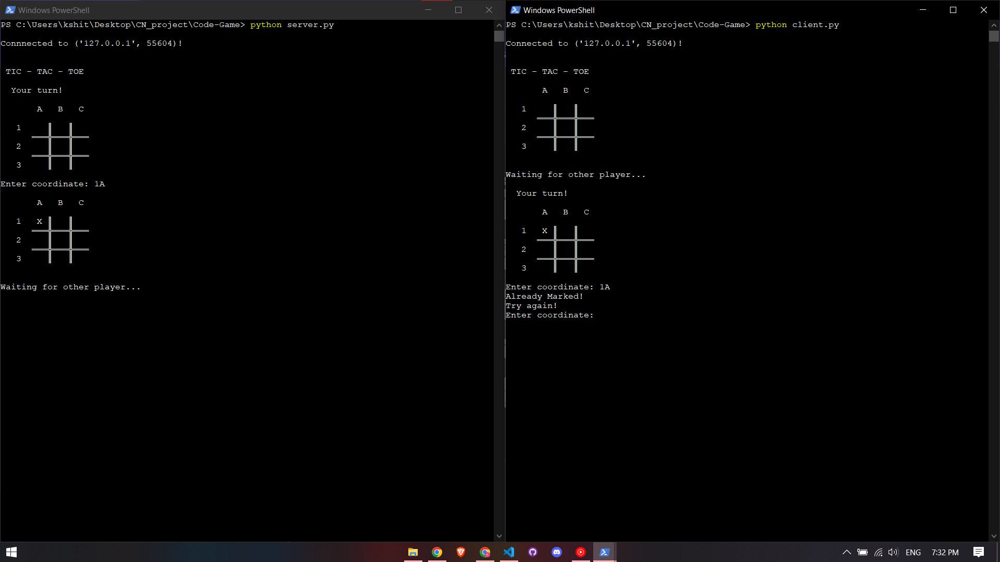 Windows PowerShell
PS C:\Users\kshit\Desktop\CN_project\Code-Game> python server.py
Connnected to ('127.0.0.1', 55604)!
TIC - TAC - TOE
Your turn!
A B C
1
2
3
Enter coordinate: 1A
A B C
1 X
2
3
Waiting for other player...
Windows PowerShell
PS C:\Users\kshit\Desktop\CN_project\Code-Game> python client.py
Connected to ('127.0.0.1', 55604)!
TIC - TAC - TOE
A B C
1
2
3
Waiting for other player...
Your turn!
A B C
1 X
2
3
Enter coordinate: 1A
Already Marked!
Try again!
Enter coordinate:
ENG 7:32 PM